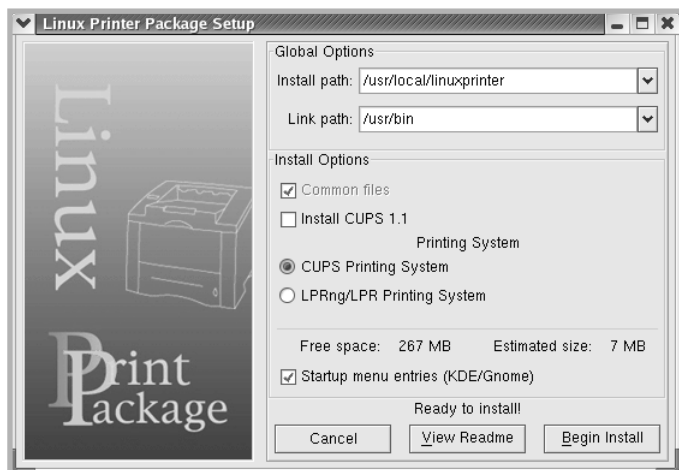 Linux Printer Package Setup
Linux
Print
Package
Global Options
Install path: /usr/local/linuxprinter
Link path: /usr/bin
Install Options
Common files
Install CUPS 1.1
Printing System
CUPS Printing System
LPRng/LPR Printing System
Free space: 267 MB Estimated size: 7 MB
Startup menu entries (KDE/Gnome)
Ready to install!
Cancel View Readme Begin Install